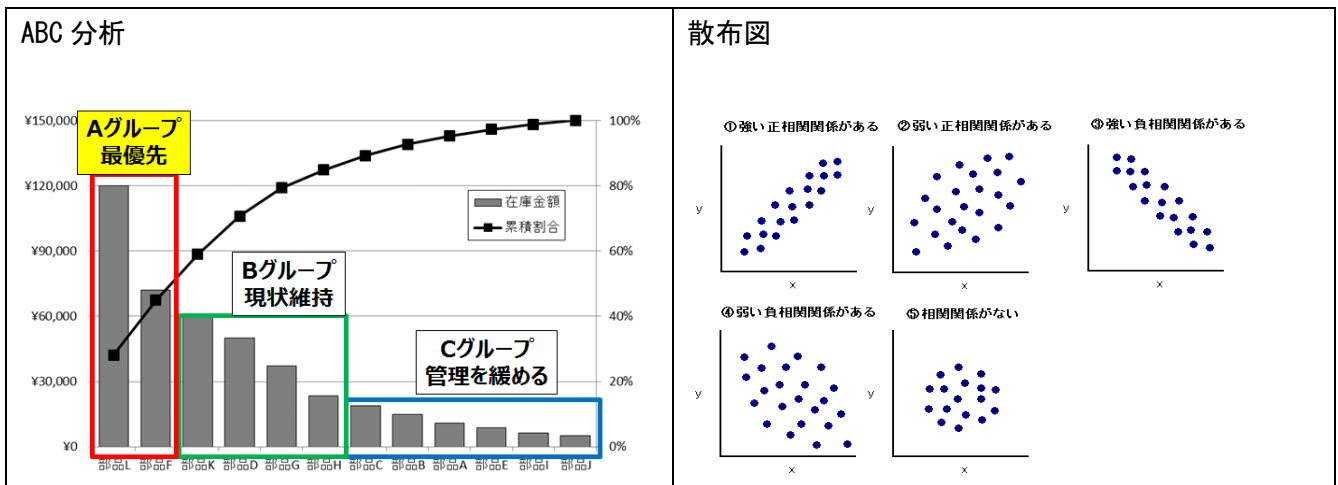 ABC 分析
Aグループ
最優先
¥150,000
¥120,000
¥90,000
¥60,000
¥30,000
¥0
100%
80%
60%
40%
20%
0%
在庫金額
累積割合
Bグループ
現状維持
Cグループ
管理を緩める
部品L 部品F 部品K 部品D 部品G 部品H 部品C 部品B 部品A 部品E 部品I 部品J
散布図
①強い正相関関係がある
②弱い正相関関係がある
③強い負相関関係がある
y
x
y
x
y
x
④弱い負相関関係がある
⑤相関関係がない
y
x
y
x